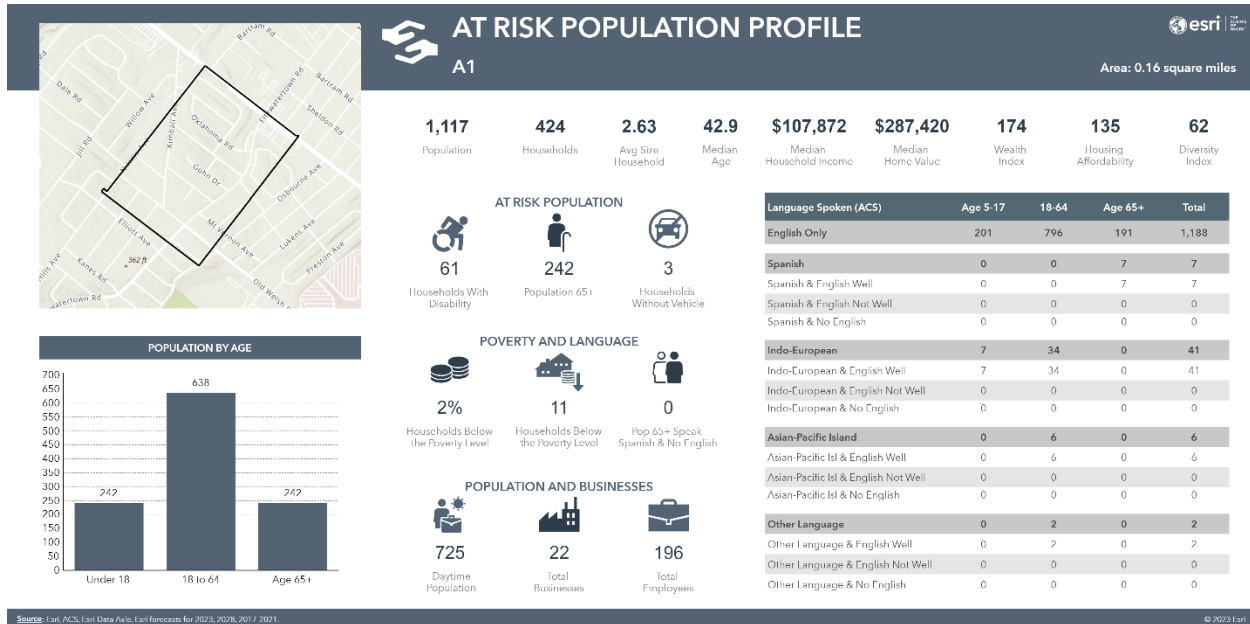 AT RISK POPULATION PROFILE
A1
esri
THE SCIENCE OF WHERE
Area: 0.16 square miles
Bartram Rd
Dale Rd
Willow Ave
Kimball Ave
Bartram Rd
Sheldon Rd
Jill Rd
Oklahoma Rd
Gohn Dr
Osbourne Ave
Elliott Ave
Mt Vernon Ave
Lukens Ave
Preston Ave
Kanes Rd
362 ft
Old Welsh
1,117
Population
424
Households
2.63
Avg Size
Household
42.9
Median
Age
$107,872
Median
Household Income
$287,420
Median
Home Value
174
Wealth
Index
135
Housing
Affordability
62
Diversity
Index
AT RISK POPULATION
61
Households With
Disability
242
Population 65+
3
Households
Without Vehicle
POVERTY AND LANGUAGE
2%
Households Below
the Poverty Level
11
Households Below
the Poverty Level
0
Pop 65+ Speak
Spanish & No English
POPULATION AND BUSINESSES
725
Daytime
Population
22
Total
Businesses
196
Total
Employees
POPULATION BY AGE
700
650
600
550
500
450
400
350
300
250
200
150
100
50
0
242
638
242
Under 18
18 to 64
Age 65+
Language Spoken (ACS) Age 5-17 18-64 Age 65+ Total
English Only 201 796 191 1,188
Spanish 0 0 7 7
Spanish & English Well 0 0 7 7
Spanish & English Not Well 0 0 0 0
Spanish & No English 0 0 0 0
Indo-European 7 34 0 41
Indo-European & English Well 7 34 0 41
Indo-European & English Not Well 0 0 0 0
Indo-European & No English 0 0 0 0
Asian-Pacific Island 0 6 0 6
Asian-Pacific Isl & English Well 0 6 0 6
Asian-Pacific Isl & English Not Well 0 0 0 0
Asian-Pacific Isl & No English 0 0 0 0
Other Language 0 2 0 2
Other Language & English Well 0 2 0 2
Other Language & English Not Well 0 0 0 0
Other Language & No English 0 0 0 0
Source: Esri, ACS, Esri Data Axle. Esri forecasts for 2023, 2028, 2017 2021.
© 2023 Esri